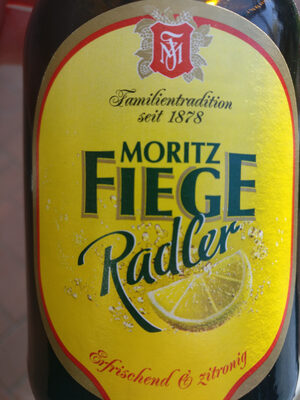 Familientradition
seit 1878
MORITZ
FIEGE
Radler
Erfrischend & zitronig